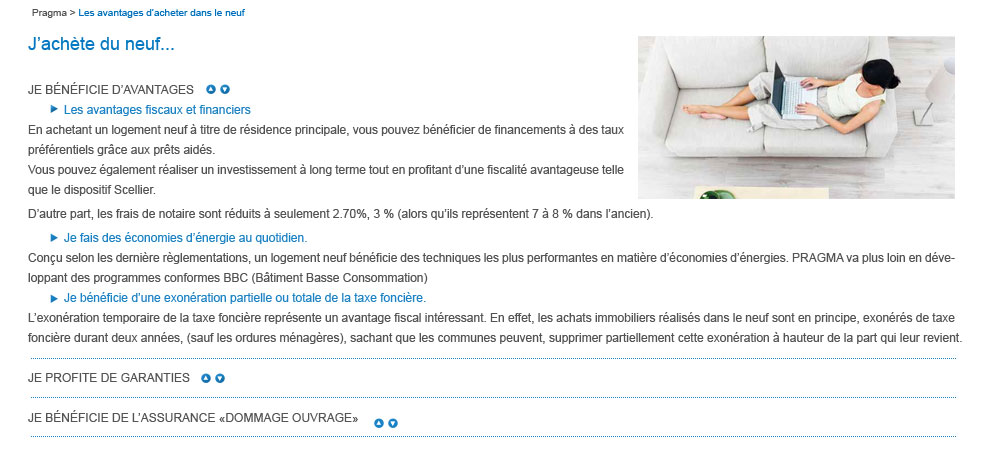 Pragma > Les avantages d'acheter dans le neuf
J'achète du neuf...
JE BÉNÉFICIE D'AVANTAGES
Les avantages fiscaux et financiers
En achetant un logement neuf à titre de résidence principale, vous pouvez bénéficier de financements à des taux
préférentiels grâce aux prêts aidés.
Vous pouvez également réaliser un investissement à long terme tout en profitant d'une fiscalité avantageuse telle
que le dispositif Scellier.
D'autre part, les frais de notaire sont réduits à seulement 2.70%, 3 % (alors qu'ils représentent 7 à 8 % dans l'ancien).
Je fais des économies d'énergie au quotidien.
Conçu selon les dernière règlementations, un logement neuf bénéficie des techniques les plus performantes en matière d'économies d'énergies. PRAGMA va plus loin en déve-
loppant des programmes conformes BBC (Bâtiment Basse Consommation)
Je bénéficie d'une exonération partielle ou totale de la taxe foncière.
L'exonération temporaire de la taxe foncière représente un avantage fiscal intéressant. En effet, les achats immobiliers réalisés dans le neuf sont en principe, exonérés de taxe
foncière durant deux années, (sauf les ordures ménagères), sachant que les communes peuvent, supprimer partiellement cette exonération à hauteur de la part qui leur revient.
JE PROFITE DE GARANTIES
JE BÉNÉFICIE DE L'ASSURANCE «DOMMAGE OUVRAGE»